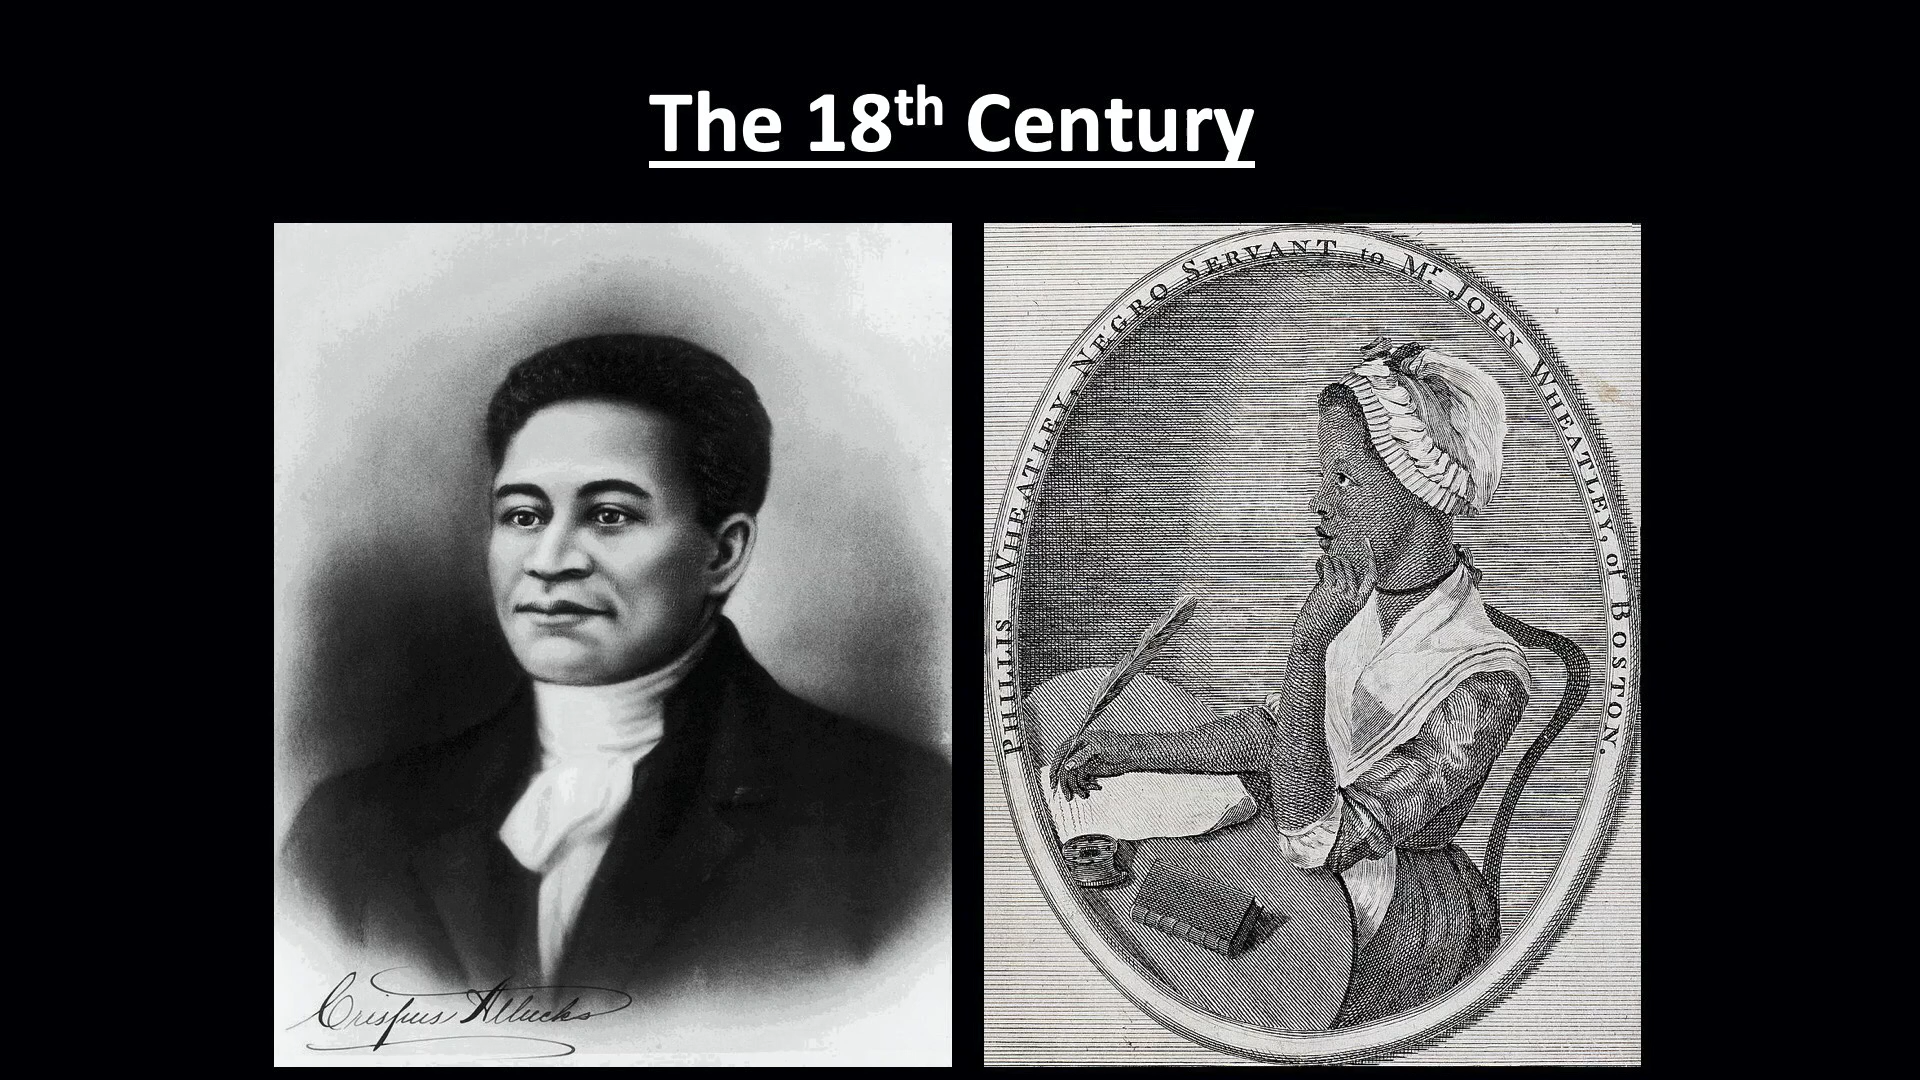 The 18th Century
Crispus Attucks
PHILLIS WHEATLEY, NEGRO SERVANT to Mr. JOHN WHEATLEY, of BOSTON.